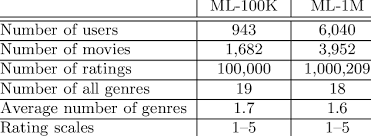 ML-100K ML-1M
Number of users 943 6,040
Number of movies 1,682 3,952
Number of ratings 100,000 1,000,209
Number of all genres 19 18
Average number of genres 1.7 1.6
Rating scales 1–5 1–5